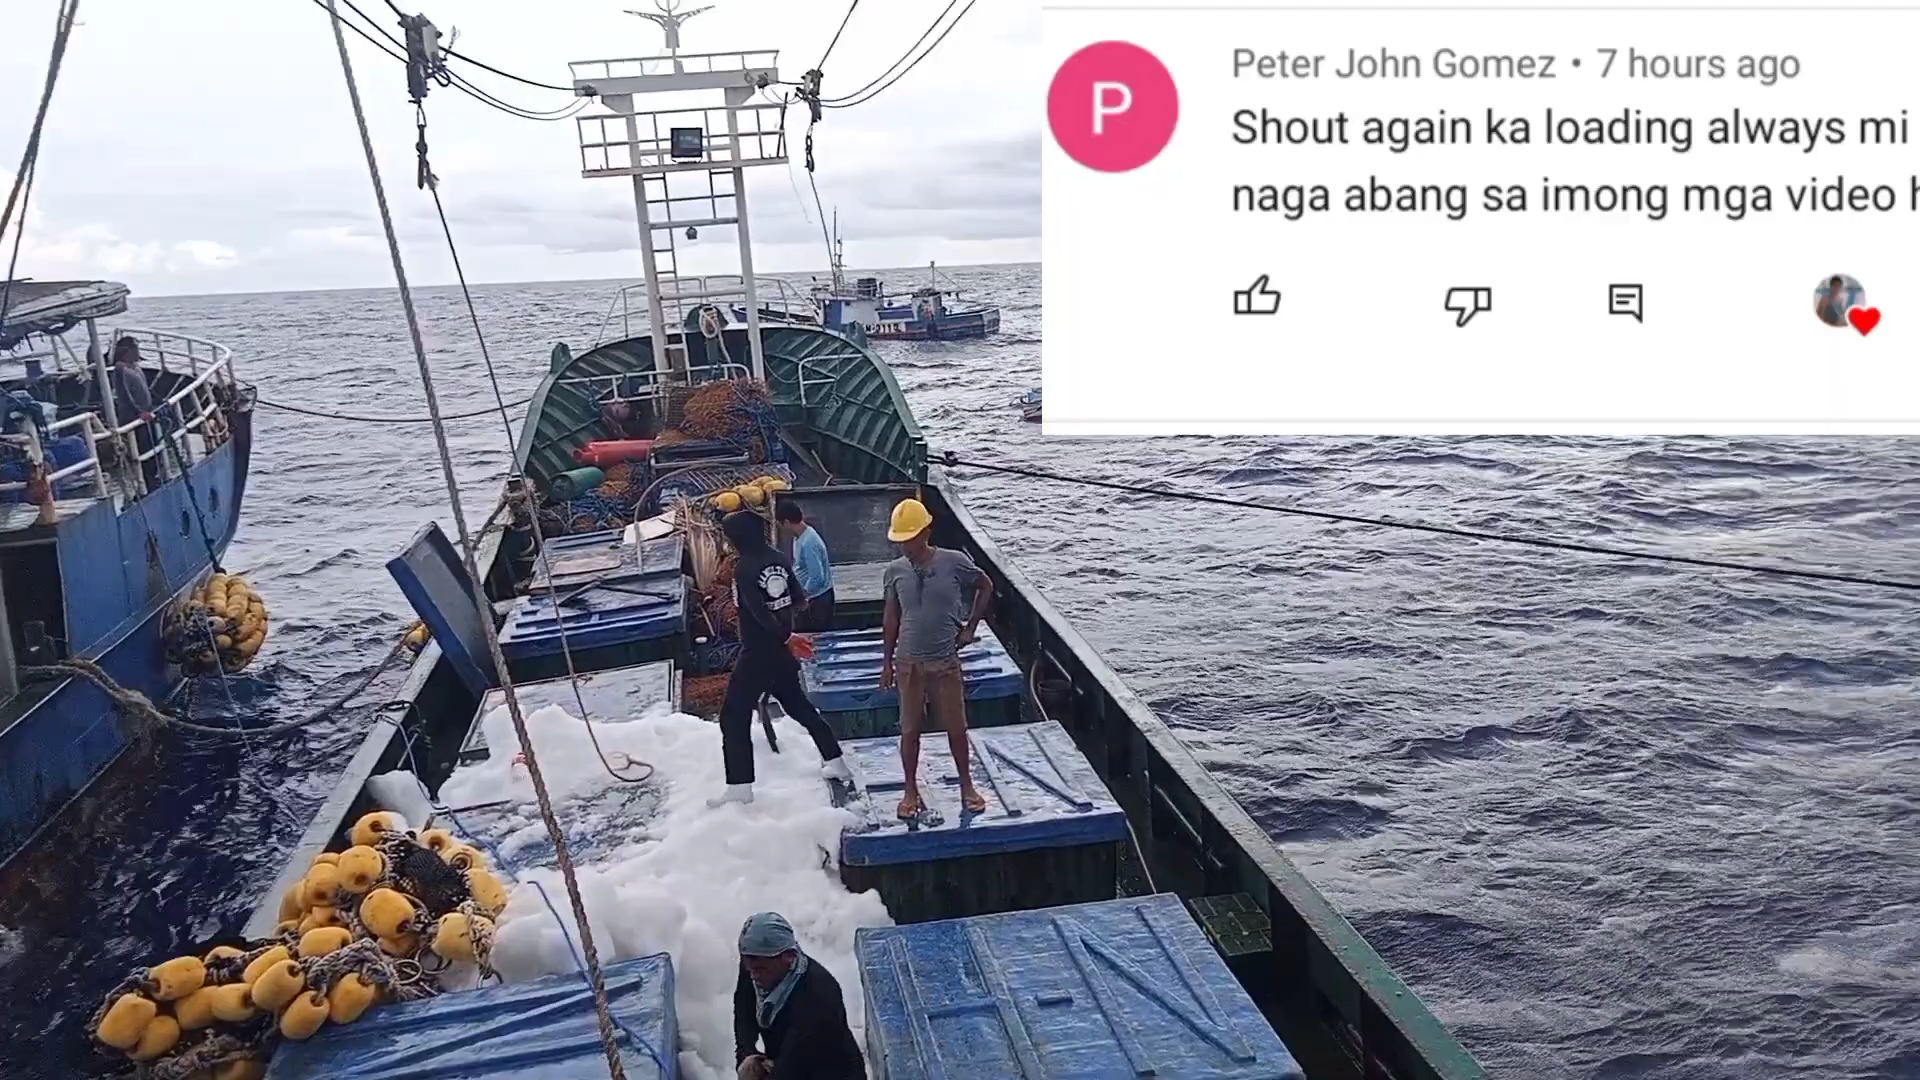 P
Peter John Gomez • 7 hours ago
Shout again ka loading always mi
naga abang sa imong mga video